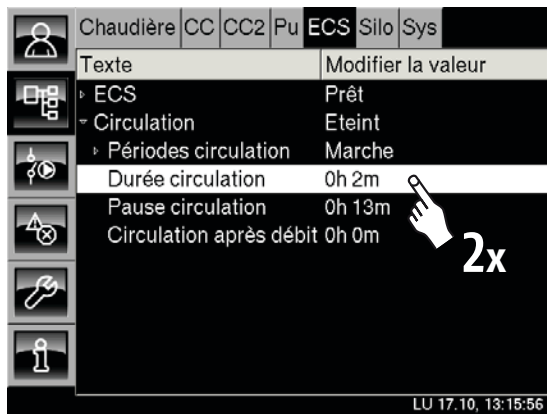 Chaudière CC CC2 Pu ECS Silo Sys
Texte Modifier la valeur
ECS Prêt
Circulation Eteint
Périodes circulation Marche
Durée circulation 0h 2m
Pause circulation 0h 13m
Circulation après débit 0h 0m
2x
LU 17.10, 13:15:56